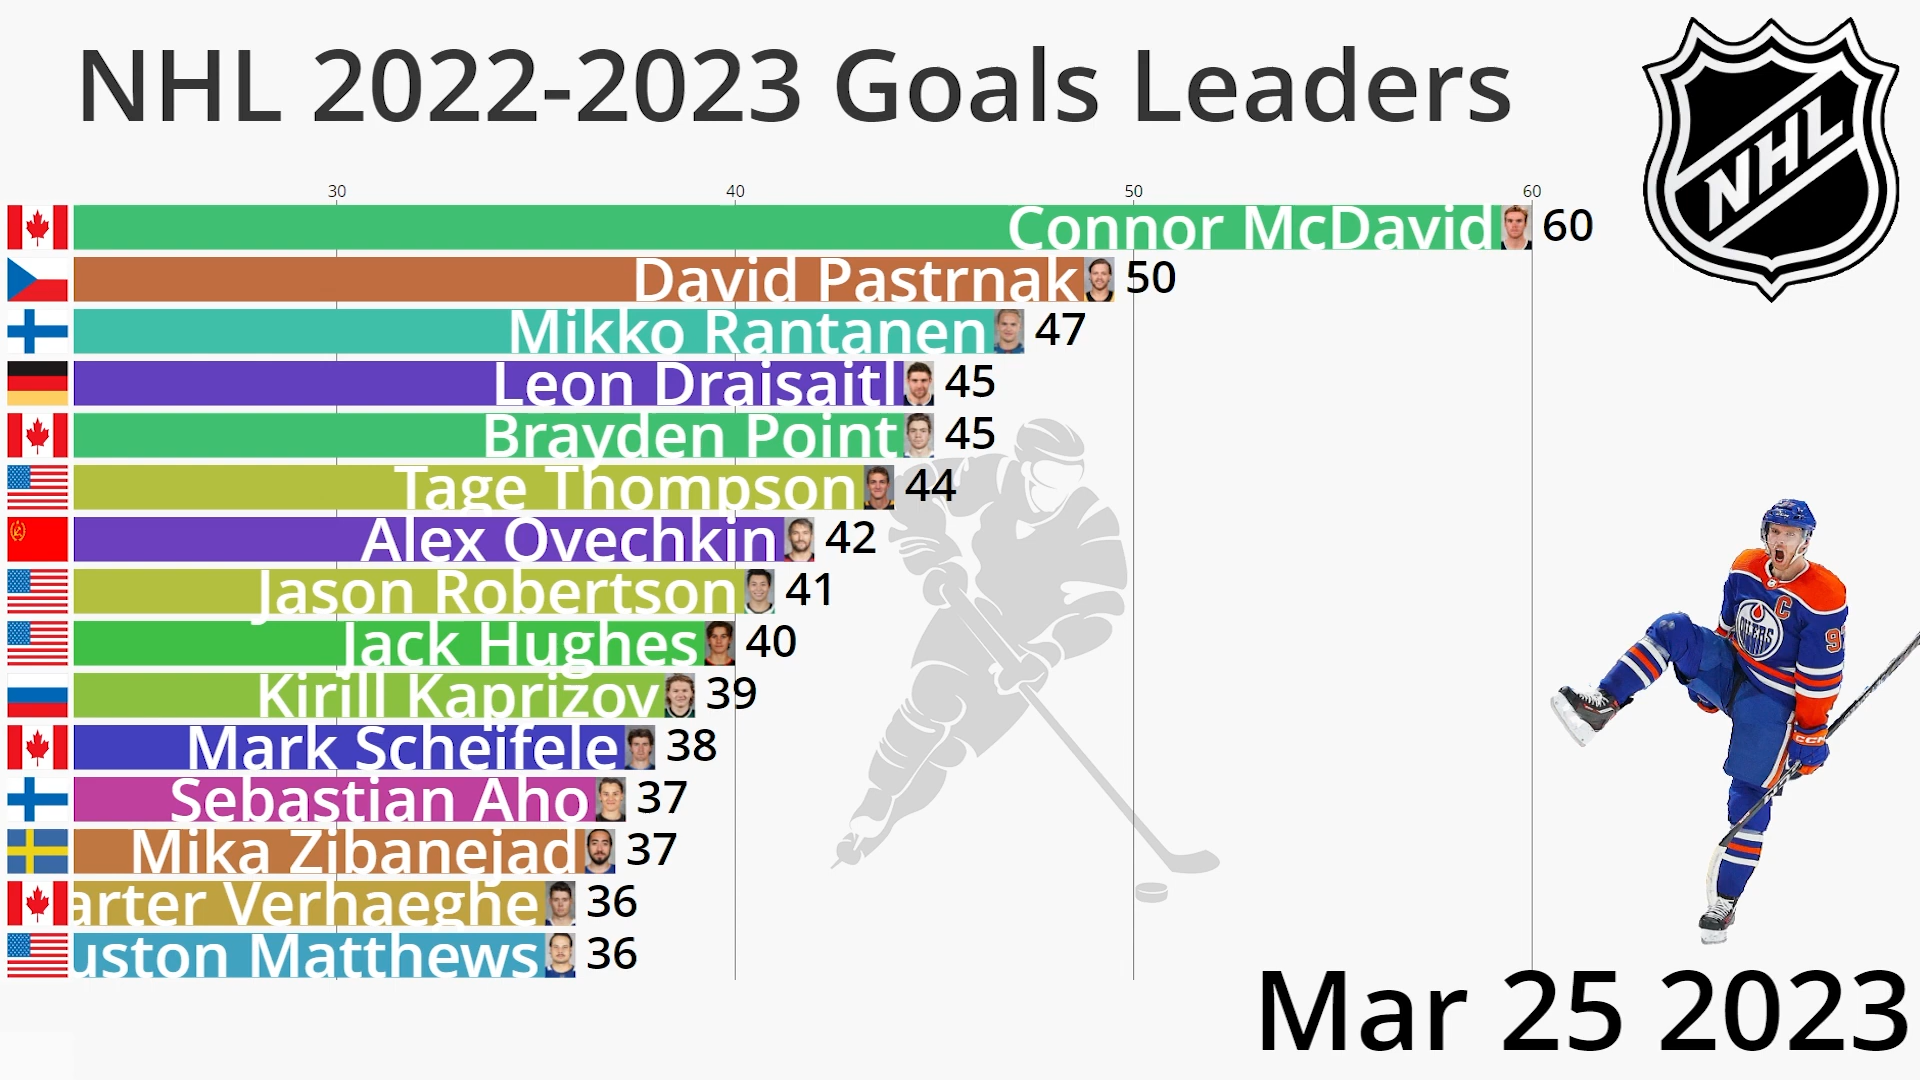 NHL 2022-2023 Goals Leaders
NHL
30 40 50 60
Connor McDavid 60
David Pastrnak 50
Mikko Rantanen 47
Leon Draisaitl 45
Brayden Point 45
Tage Thompson 44
Alex Ovechkin 42
Jason Robertson 41
Jack Hughes 40
Kirill Kaprizov 39
Mark Scheifele 38
Sebastian Aho 37
Mika Zibanejad 37
arter Verhaeghe 36
uston Matthews 36
C
OILERS
9
CCM
Mar 25 2023